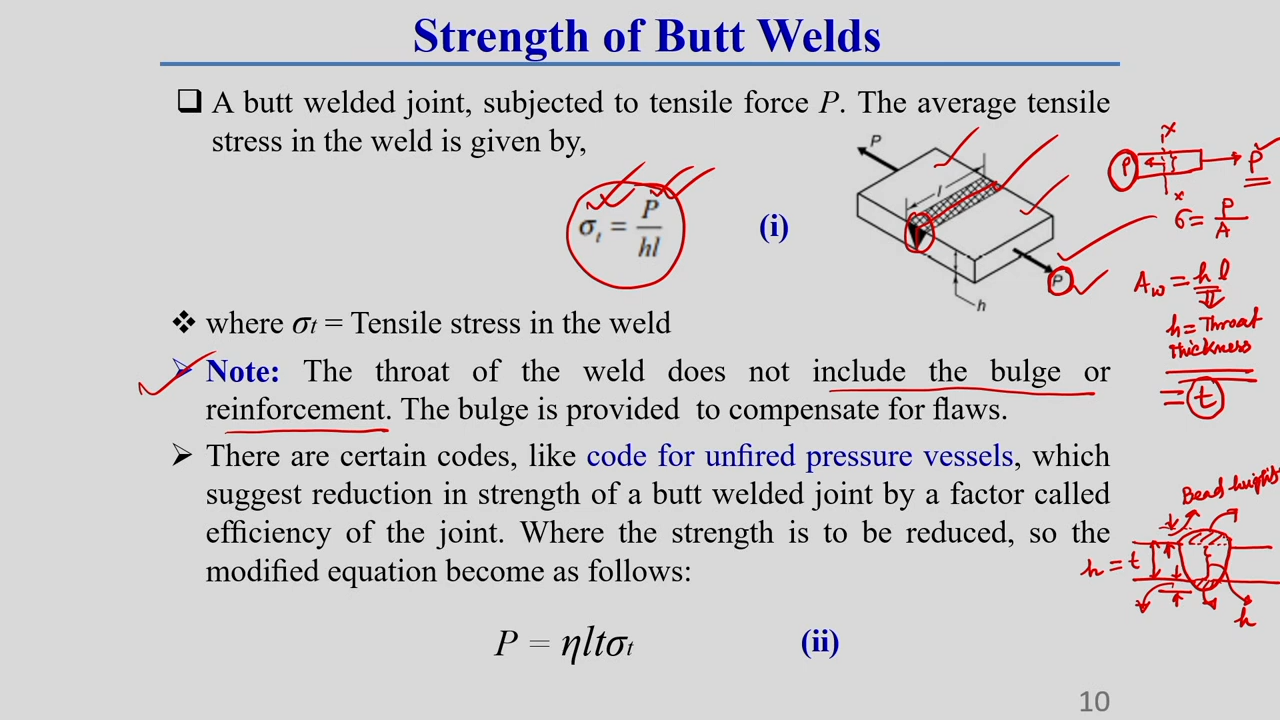 Strength of Butt Welds
❑ A butt welded joint, subjected to tensile force P. The average tensile
stress in the weld is given by,
σt = P / hl
(i)
P
l
P
h
where σt = Tensile stress in the weld
Note: The throat of the weld does not include the bulge or
reinforcement. The bulge is provided to compensate for flaws.
There are certain codes, like code for unfired pressure vessels, which
suggest reduction in strength of a butt welded joint by a factor called
efficiency of the joint. Where the strength is to be reduced, so the
modified equation become as follows:
P = ηltσt
(ii)
10
x
P
P
x
σ = P / A
Aw = h l
h = Throat
thickness
= t
Bead height
h = t
h